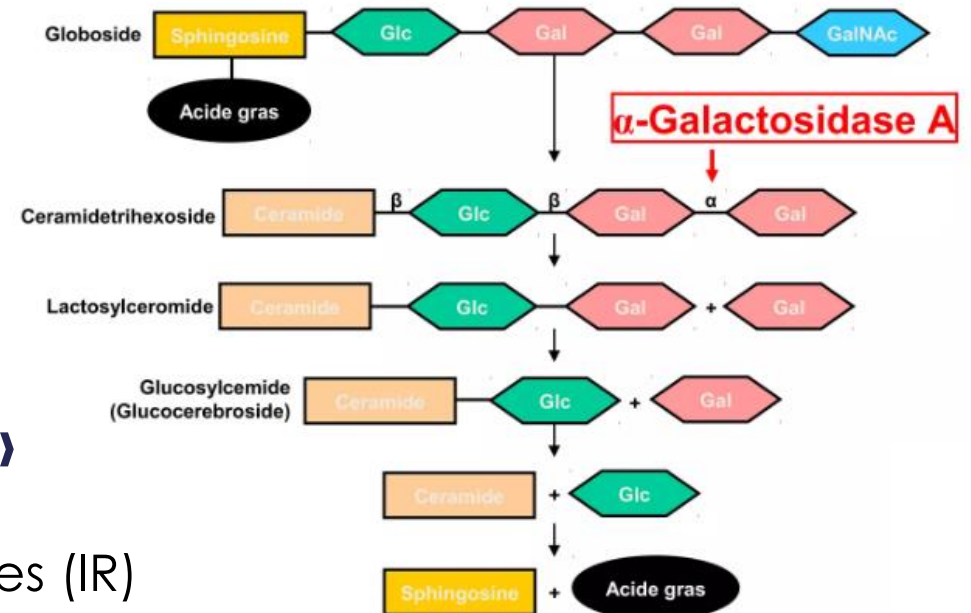 Globoside Sphingosine Glc Gal Gal GalNAc
Acide gras
α-Galactosidase A
Ceramidetrihexoside Ceramide β Glc β Gal α Gal
Lactosylceromide Ceramide Glc Gal + Gal
Glucosylcemide
(Glucocerebroside) Ceramide Glc + Gal
⟫
Ceramide + Glc
es (IR)
Sphingosine + Acide gras